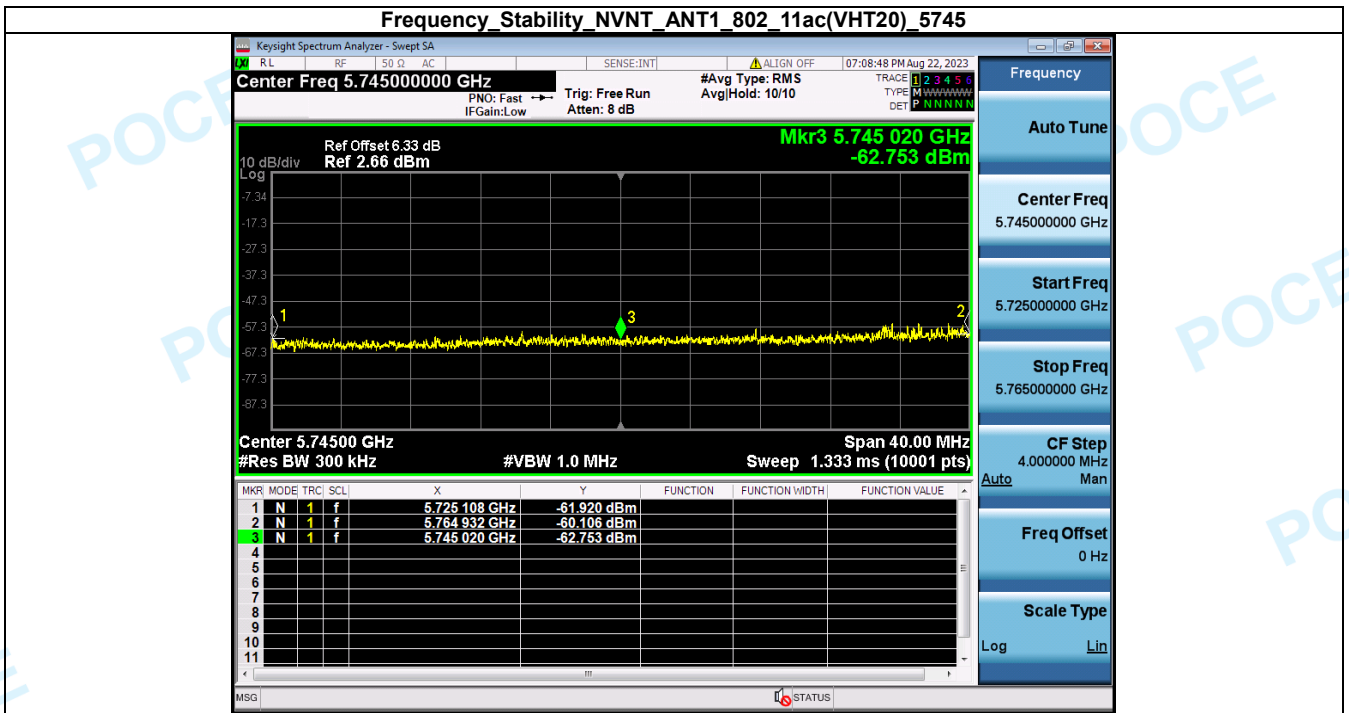 Frequency_Stability_NVNT_ANT1_802_11ac(VHT20)_5745
Keysight Spectrum Analyzer - Swept SA
LXI RL RF 50 Ω AC SENSE:INT ALIGN OFF 07:08:48 PM Aug 22, 2023
Center Freq 5.745000000 GHz
PNO: Fast
IFGain:Low
Trig: Free Run
Atten: 8 dB
#Avg Type: RMS
Avg|Hold: 10/10
TRACE 1 2 3 4 5 6
TYPE M WWWWW
DET P N N N N N
Mkr3 5.745 020 GHz
-62.753 dBm
Ref Offset 6.33 dB
10 dB/div Ref 2.66 dBm
Log
-7.34
-17.3
-27.3
-37.3
-47.3
-57.3
-67.3
-77.3
-87.3
1
3
2
Center 5.74500 GHz Span 40.00 MHz
#Res BW 300 kHz #VBW 1.0 MHz Sweep 1.333 ms (10001 pts)
MKR MODE TRC SCL X Y FUNCTION FUNCTION WIDTH FUNCTION VALUE
1 N 1 f 5.725 108 GHz -61.920 dBm
2 N 1 f 5.764 932 GHz -60.106 dBm
3 N 1 f 5.745 020 GHz -62.753 dBm
4
5
6
7
8
9
10
11
MSG STATUS
Frequency
Auto Tune
Center Freq
5.745000000 GHz
Start Freq
5.725000000 GHz
Stop Freq
5.765000000 GHz
CF Step
4.000000 MHz
Auto Man
Freq Offset
0 Hz
Scale Type
Log Lin
POCE
POCE
POCE
POCE